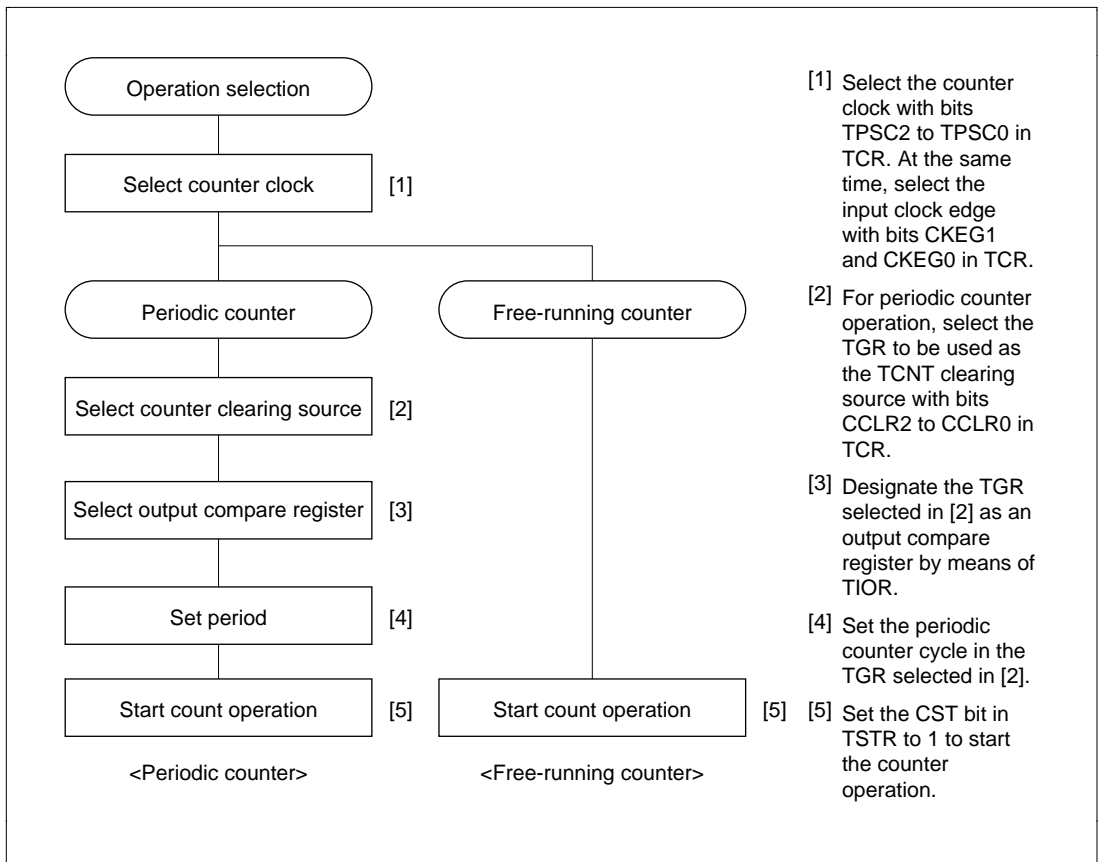 Operation selection
Select counter clock
[1]
Periodic counter
Free-running counter
Select counter clearing source
[2]
Select output compare register
[3]
Set period
[4]
Start count operation
[5]
Start count operation
[5]
<Periodic counter>
<Free-running counter>
[1] Select the counter
clock with bits
TPSC2 to TPSC0 in
TCR. At the same
time, select the
input clock edge
with bits CKEG1
and CKEG0 in TCR.
[2] For periodic counter
operation, select the
TGR to be used as
the TCNT clearing
source with bits
CCLR2 to CCLR0 in
TCR.
[3] Designate the TGR
selected in [2] as an
output compare
register by means of
TIOR.
[4] Set the periodic
counter cycle in the
TGR selected in [2].
[5] Set the CST bit in
TSTR to 1 to start
the counter
operation.